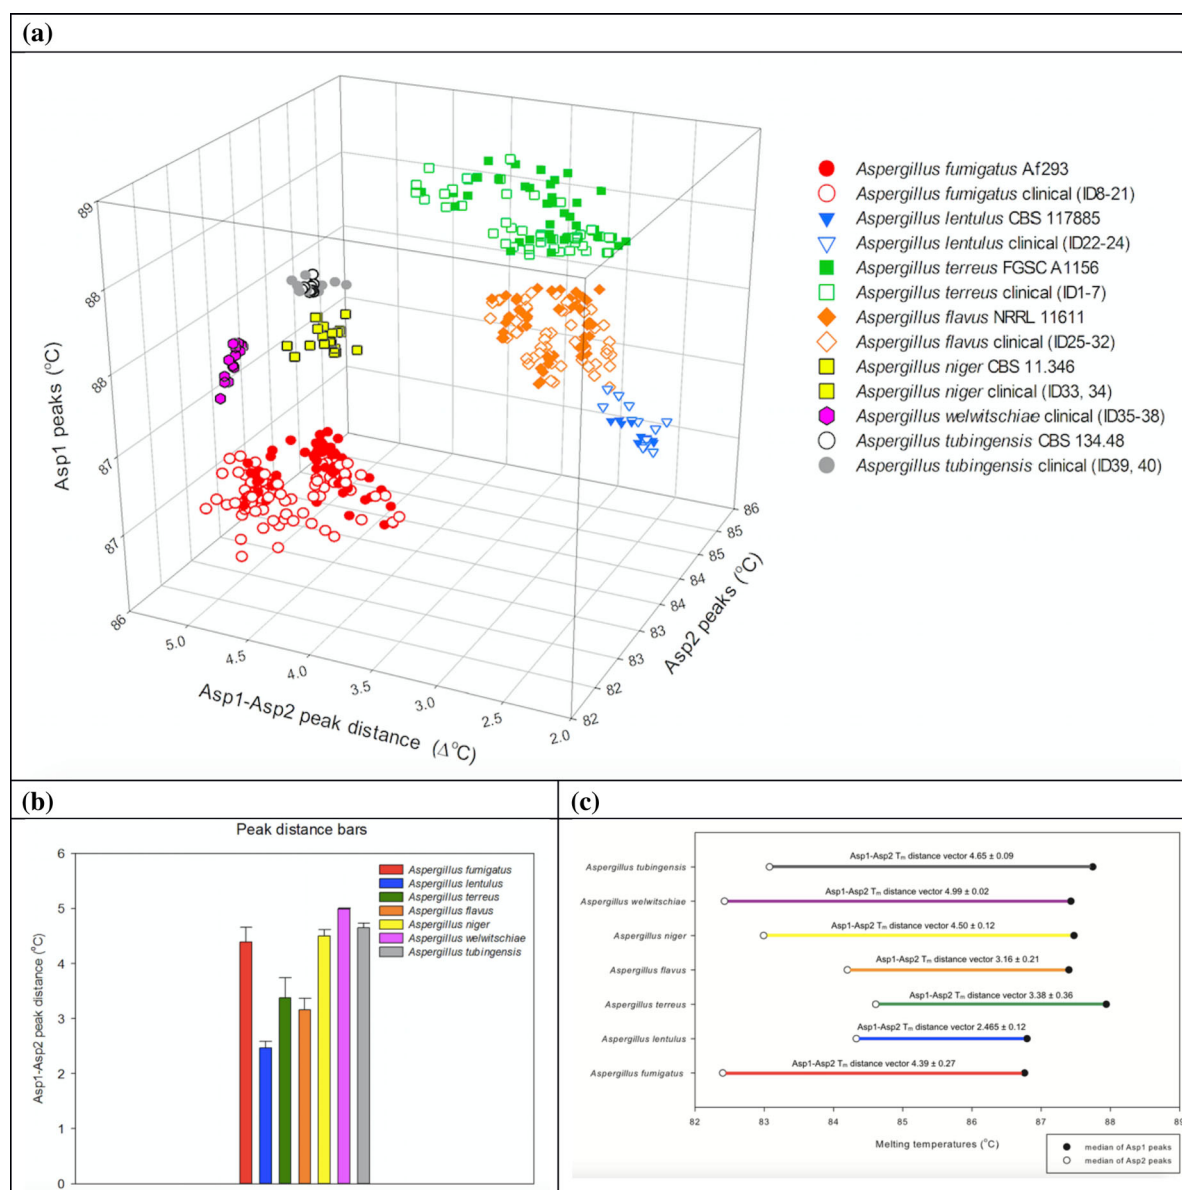 (a)
89
88
88
87
87
86
Asp1 peaks (°C)
5.0
4.5
4.0
3.5
3.0
2.5
2.0
Asp1-Asp2 peak distance (Δ°C)
82
82
83
83
84
84
85
85
86
Asp2 peaks (°C)
Aspergillus fumigatus Af293
Aspergillus fumigatus clinical (ID8-21)
Aspergillus lentulus CBS 117885
Aspergillus lentulus clinical (ID22-24)
Aspergillus terreus FGSC A1156
Aspergillus terreus clinical (ID1-7)
Aspergillus flavus NRRL 11611
Aspergillus flavus clinical (ID25-32)
Aspergillus niger CBS 11.346
Aspergillus niger clinical (ID33, 34)
Aspergillus welwitschiae clinical (ID35-38)
Aspergillus tubingensis CBS 134.48
Aspergillus tubingensis clinical (ID39, 40)
(b)
Peak distance bars
6
5
4
3
2
1
0
Asp1-Asp2 peak distance (°C)
Aspergillus fumigatus
Aspergillus lentulus
Aspergillus terreus
Aspergillus flavus
Aspergillus niger
Aspergillus welwitschiae
Aspergillus tubingensis
(c)
Aspergillus tubingensis
Asp1-Asp2 Tm distance vector 4.65 ± 0.09
Aspergillus welwitschiae
Asp1-Asp2 Tm distance vector 4.99 ± 0.02
Aspergillus niger
Asp1-Asp2 Tm distance vector 4.50 ± 0.12
Aspergillus flavus
Asp1-Asp2 Tm distance vector 3.16 ± 0.21
Aspergillus terreus
Asp1-Asp2 Tm distance vector 3.38 ± 0.36
Aspergillus lentulus
Asp1-Asp2 Tm distance vector 2.465 ± 0.12
Aspergillus fumigatus
Asp1-Asp2 Tm distance vector 4.39 ± 0.27
82 83 84 85 86 87 88 89
Melting temperatures (°C)
median of Asp1 peaks
median of Asp2 peaks